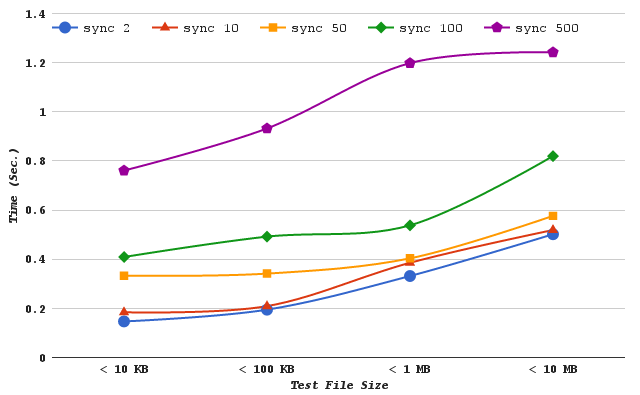 1.4
sync 2 sync 10 sync 50 sync 100 sync 500
1.2
1
0.8
0.6
0.4
0.2
0
Time (Sec.)
< 10 KB < 100 KB < 1 MB < 10 MB
Test File Size